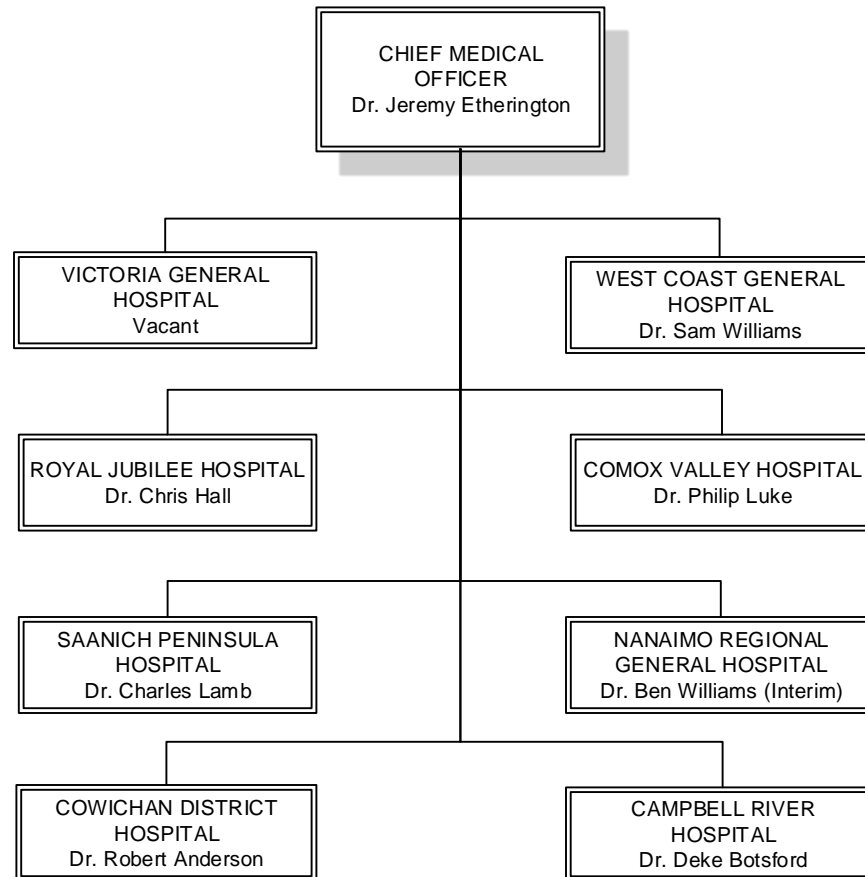 CHIEF MEDICAL
OFFICER
Dr. Jeremy Etherington
VICTORIA GENERAL
HOSPITAL
Vacant
WEST COAST GENERAL
HOSPITAL
Dr. Sam Williams
ROYAL JUBILEE HOSPITAL
Dr. Chris Hall
COMOX VALLEY HOSPITAL
Dr. Philip Luke
SAANICH PENINSULA
HOSPITAL
Dr. Charles Lamb
NANAIMO REGIONAL
GENERAL HOSPITAL
Dr. Ben Williams (Interim)
COWICHAN DISTRICT
HOSPITAL
Dr. Robert Anderson
CAMPBELL RIVER
HOSPITAL
Dr. Deke Botsford